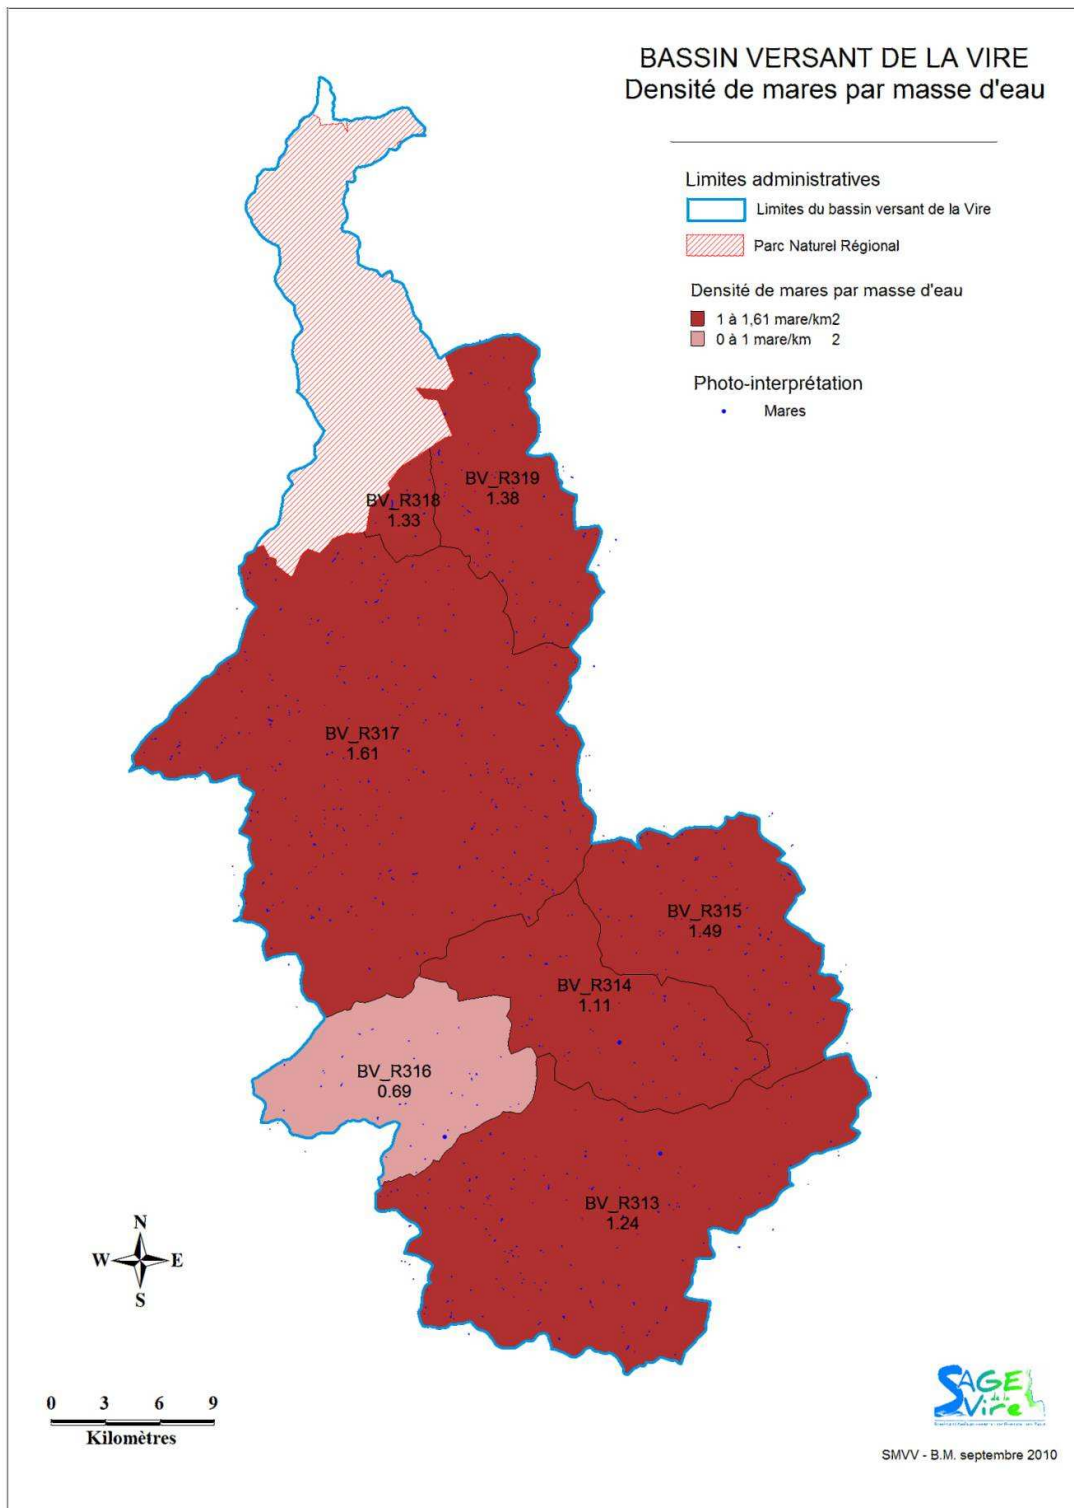 BASSIN VERSANT DE LA VIRE
Densité de mares par masse d'eau
Limites administratives
Limites du bassin versant de la Vire
Parc Naturel Régional
Densité de mares par masse d'eau
1 à 1,61 mare/km2
0 à 1 mare/km 2
Photo-interprétation
Mares
BV_R319
1.38
BV_R318
1.33
BV_R317
1.61
BV_R315
1.49
BV_R314
1.11
BV_R316
0.69
BV_R313
1.24
N
W E
S
0 3 6 9
Kilomètres
SAGE
de la
Vire
SMVV - B.M. septembre 2010